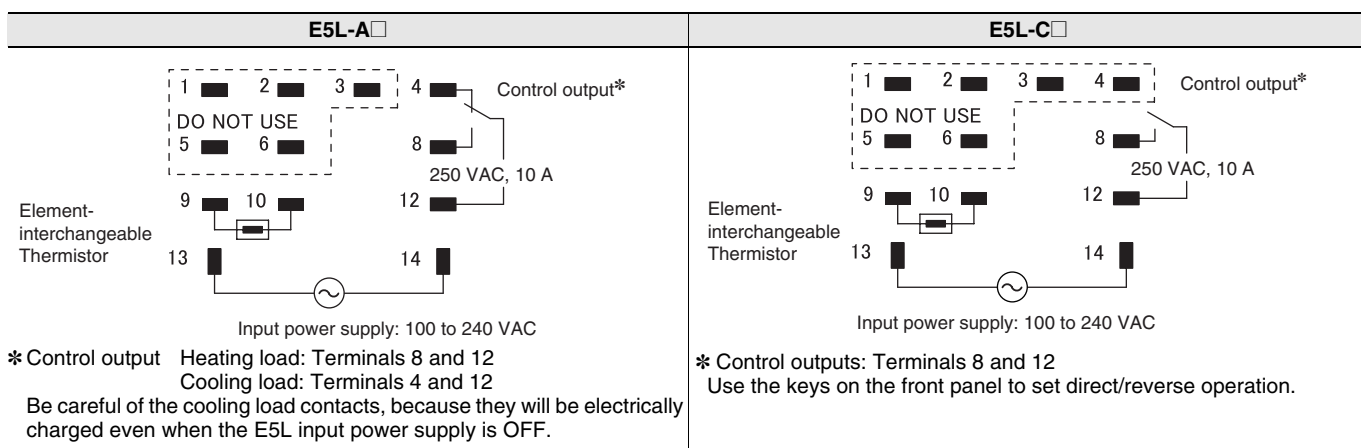 E5L-A□
E5L-C□
1 2 3 4 Control output*
DO NOT USE
5 6 8
250 VAC, 10 A
9 10 12
Element-
interchangeable
Thermistor
13 14
Input power supply: 100 to 240 VAC
* Control output Heating load: Terminals 8 and 12
Cooling load: Terminals 4 and 12
Be careful of the cooling load contacts, because they will be electrically
charged even when the E5L input power supply is OFF.
1 2 3 4 Control output*
DO NOT USE
5 6 8
250 VAC, 10 A
9 10 12
Element-
interchangeable
Thermistor
13 14
Input power supply: 100 to 240 VAC
* Control outputs: Terminals 8 and 12
Use the keys on the front panel to set direct/reverse operation.